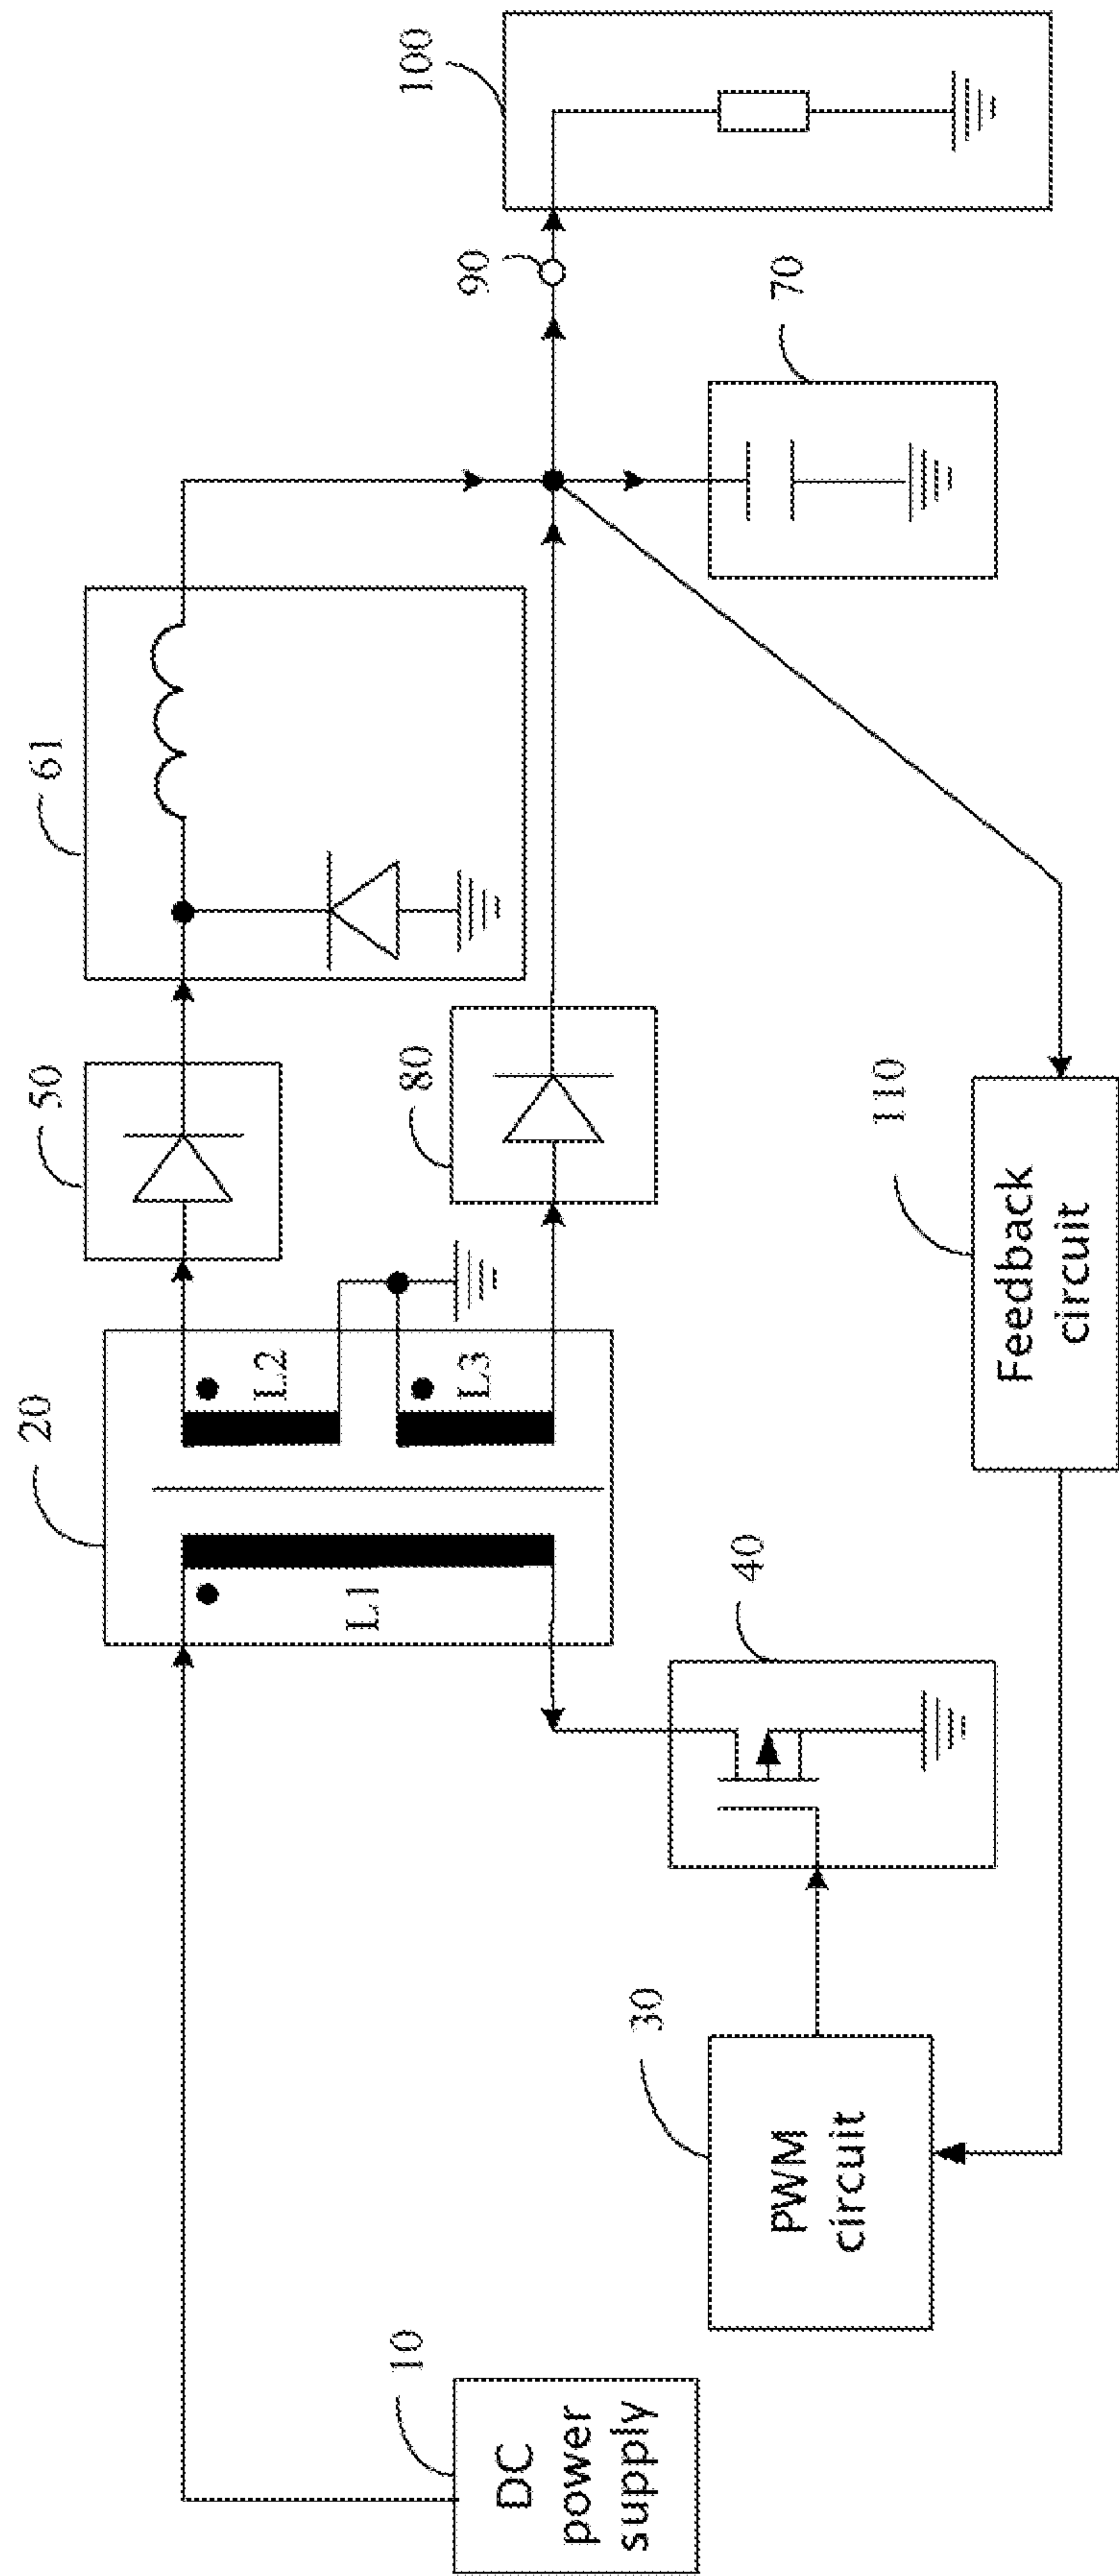 DC
power
supply
10
PWM
circuit
30
40
20
L1
L2
L3
50
80
61
Feedback
circuit
110
70
90
100